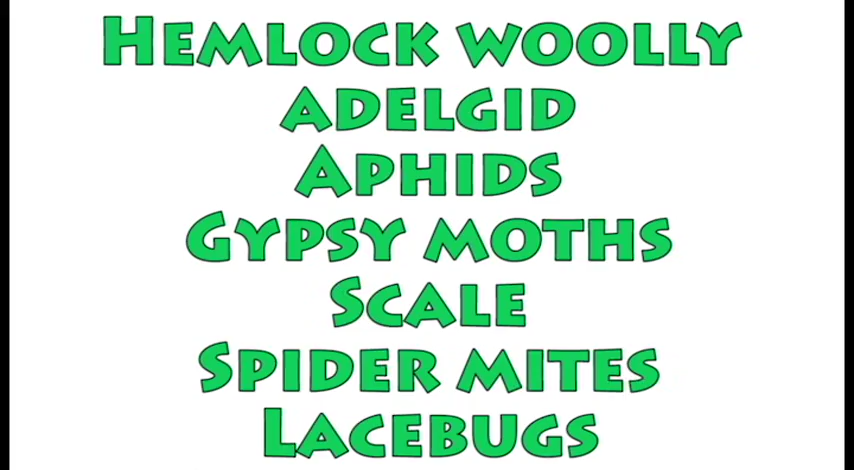 Hemlock woolly
adelgid
Aphids
Gypsy moths
Scale
Spider mites
Lacebugs